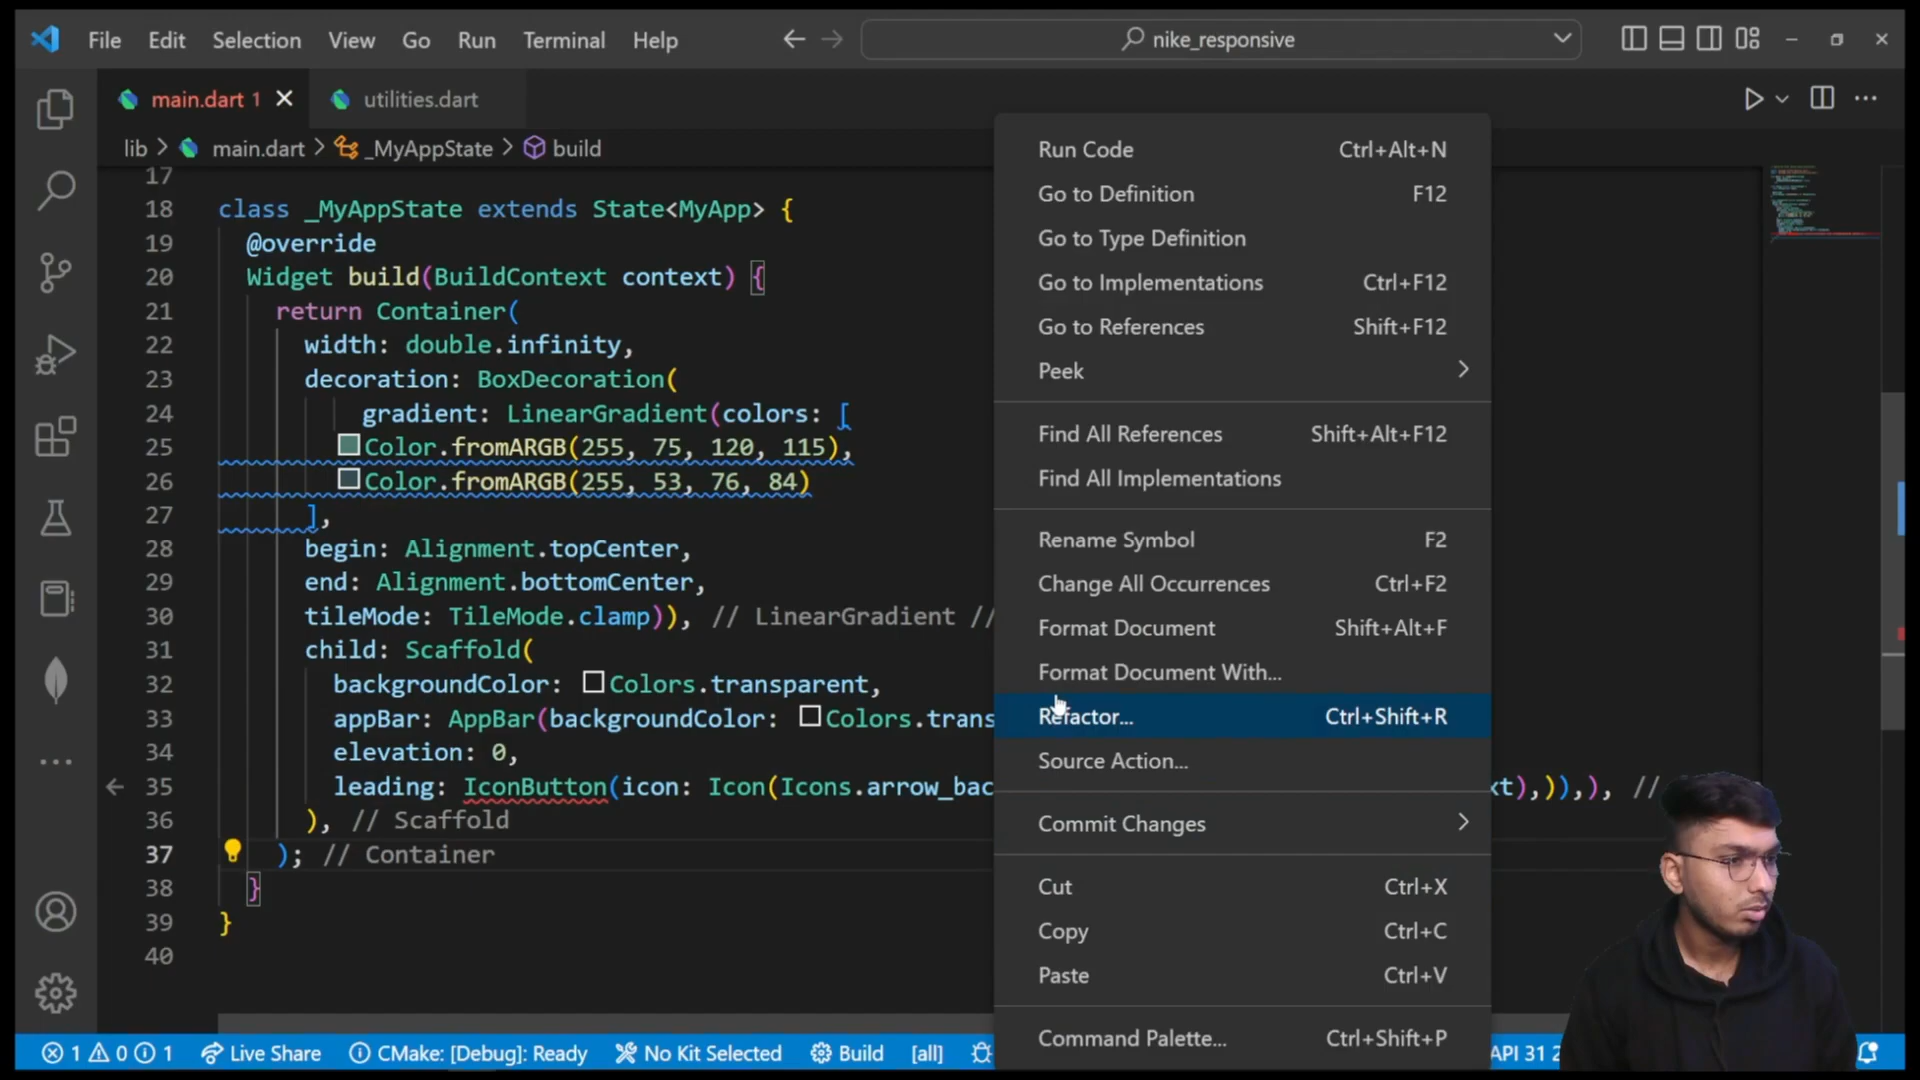 File Edit Selection View Go Run Terminal Help nike_responsive
main.dart 1 utilities.dart
lib > main.dart > _MyAppState > build
17
18 class _MyAppState extends State<MyApp> {
19 @override
20 Widget build(BuildContext context) {
21 return Container(
22 width: double.infinity,
23 decoration: BoxDecoration(
24 gradient: LinearGradient(colors: [
25 Color.fromARGB(255, 75, 120, 115),
26 Color.fromARGB(255, 53, 76, 84)
27 ],
28 begin: Alignment.topCenter,
29 end: Alignment.bottomCenter,
30 tileMode: TileMode.clamp)), // LinearGradient //
31 child: Scaffold(
32 backgroundColor: Colors.transparent,
33 appBar: AppBar(backgroundColor: Colors.trans
34 elevation: 0,
35 leading: IconButton(icon: Icon(Icons.arrow_bac xt),)),), //
36 ), // Scaffold
37 ); // Container
38 }
39 }
40
Run Code Ctrl+Alt+N
Go to Definition F12
Go to Type Definition
Go to Implementations Ctrl+F12
Go to References Shift+F12
Peek
Find All References Shift+Alt+F12
Find All Implementations
Rename Symbol F2
Change All Occurrences Ctrl+F2
Format Document Shift+Alt+F
Format Document With...
Refactor... Ctrl+Shift+R
Source Action...
Commit Changes
Cut Ctrl+X
Copy Ctrl+C
Paste Ctrl+V
Command Palette... Ctrl+Shift+P
1 0 1 Live Share CMake: [Debug]: Ready No Kit Selected Build [all] API 31